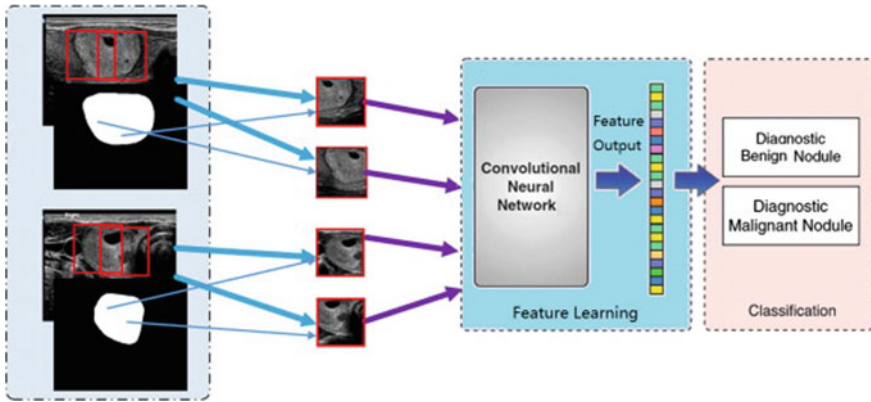 Convolutional
Neural
Network
Feature
Output
Feature Learning
Diagnostic
Benign Nodule
Diagnostic
Malignant Nodule
Classification